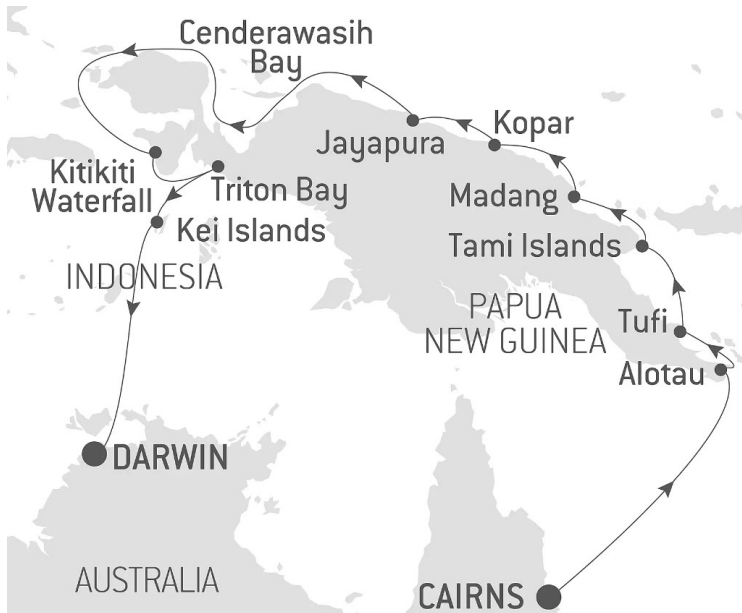 Cenderawasih
Bay
Kopar
Jayapura
Kitikiti
Waterfall
Triton Bay
Madang
Kei Islands
Tami Islands
INDONESIA
PAPUA
NEW GUINEA
Tufi
Alotau
DARWIN
AUSTRALIA
CAIRNS